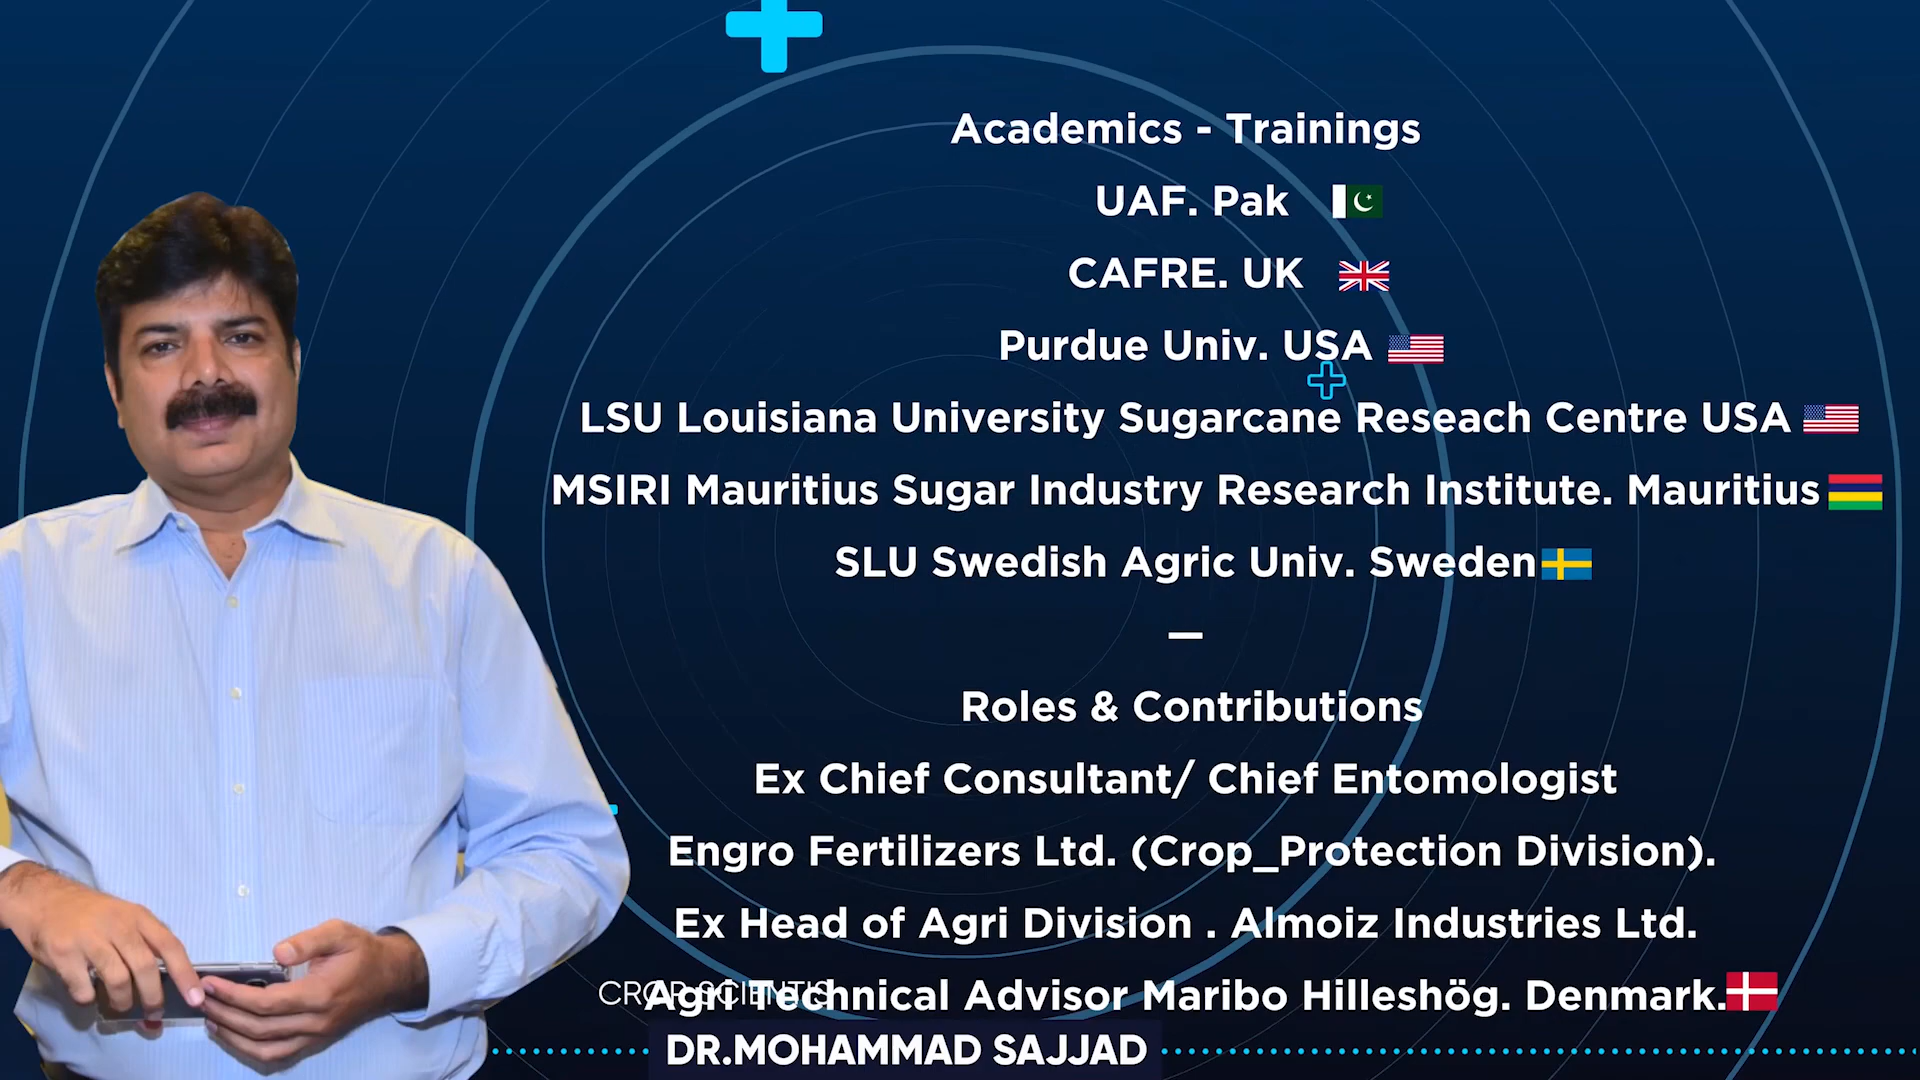 Academics - Trainings
UAF. Pak
CAFRE. UK
Purdue Univ. USA
LSU Louisiana University Sugarcane Reseach Centre USA
MSIRI Mauritius Sugar Industry Research Institute. Mauritius
SLU Swedish Agric Univ. Sweden
—
Roles & Contributions
Ex Chief Consultant/ Chief Entomologist
Engro Fertilizers Ltd. (Crop_Protection Division).
Ex Head of Agri Division . Almoiz Industries Ltd.
Agri Technical Advisor Maribo Hilleshög. Denmark.
DR.MOHAMMAD SAJJAD